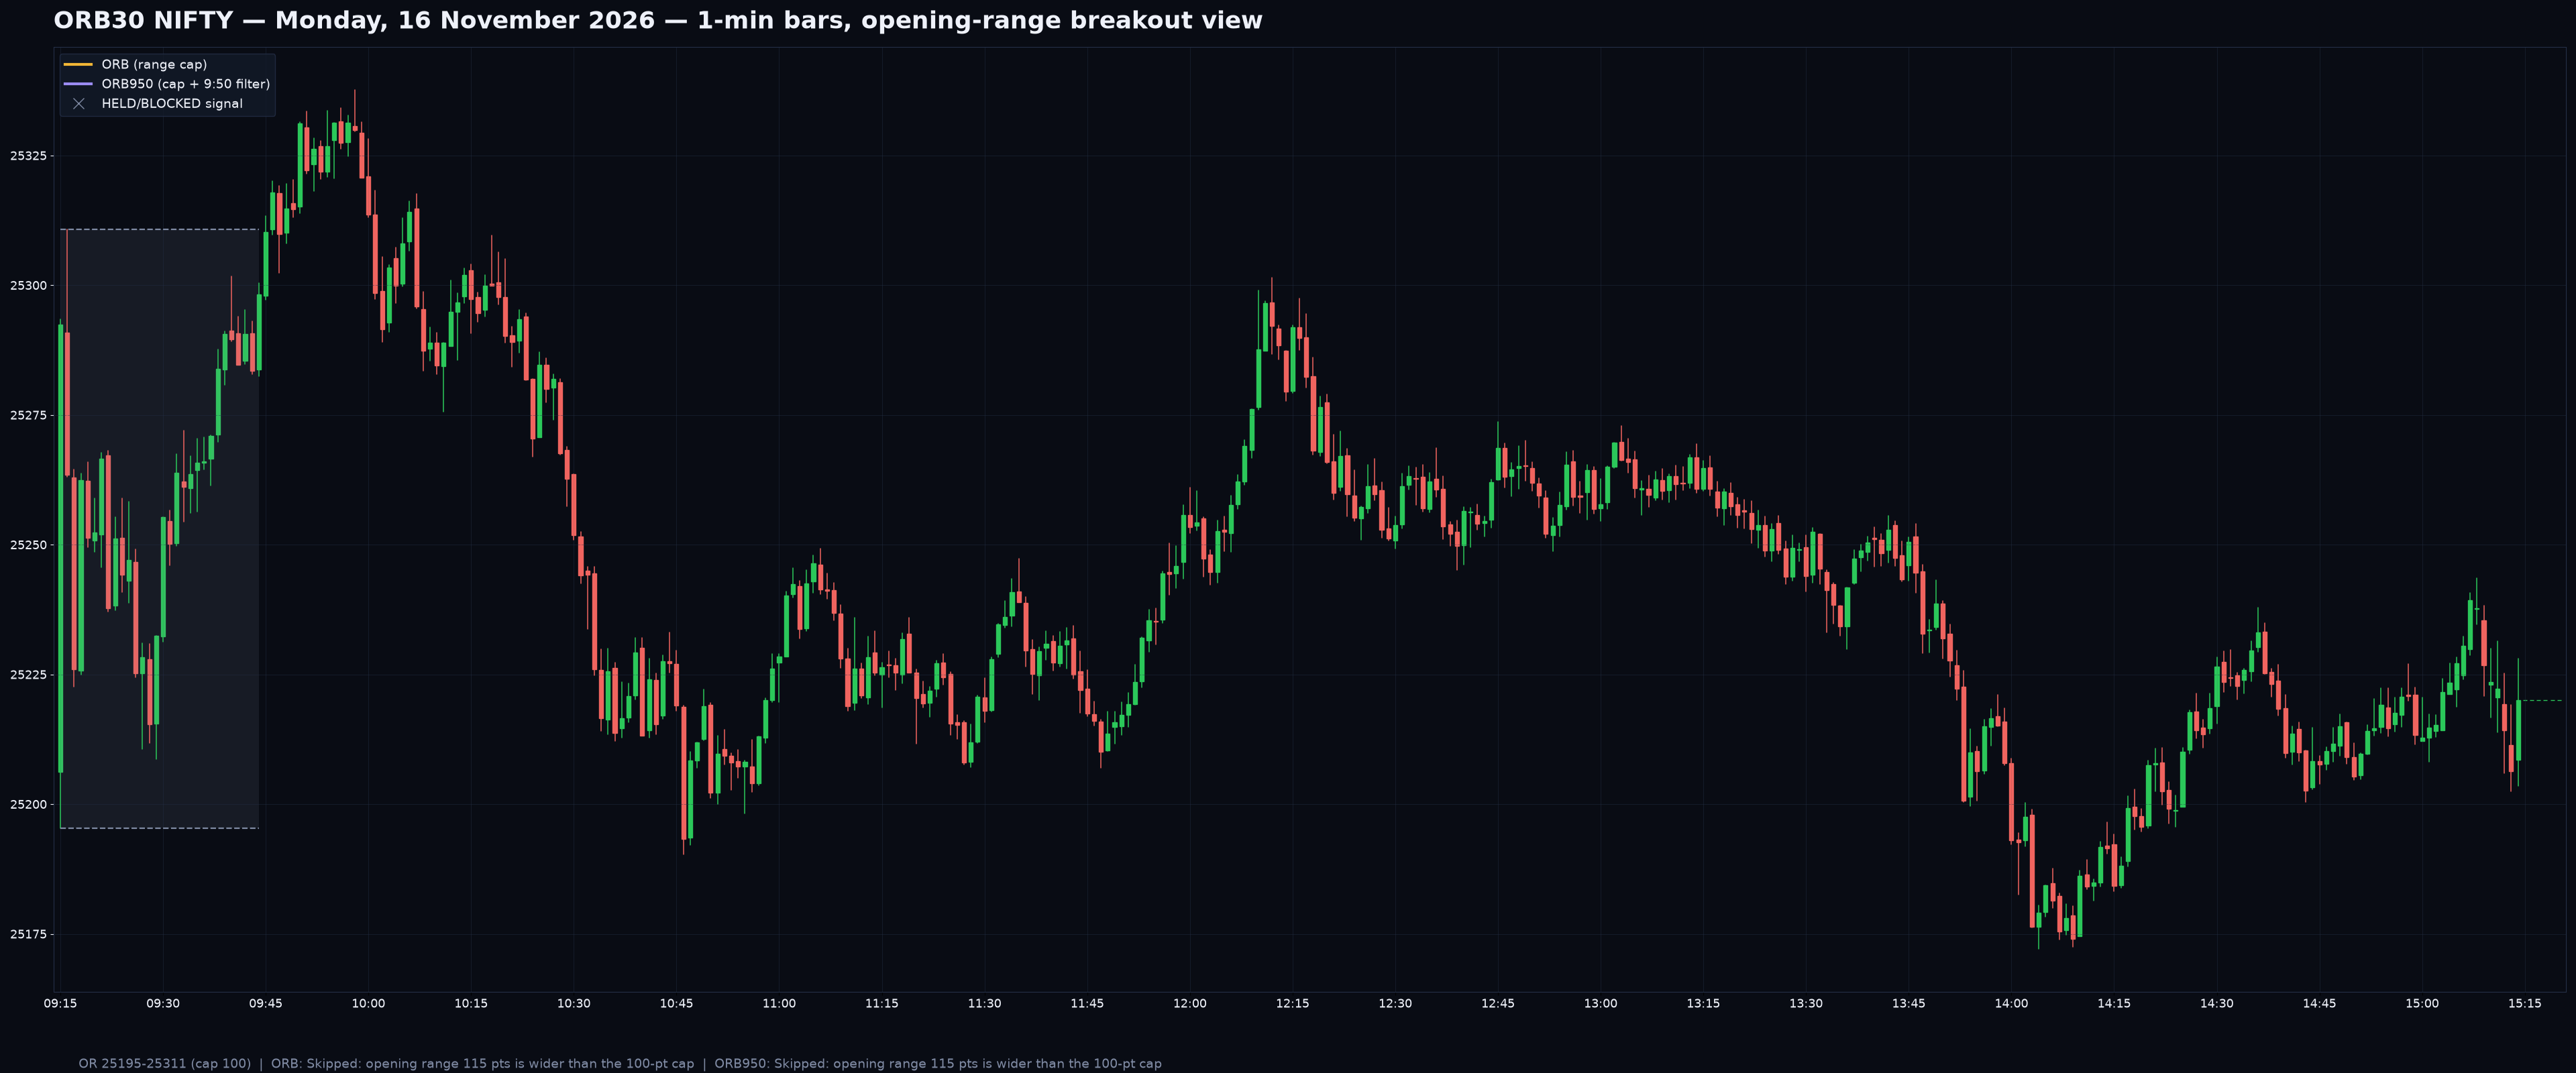 ORB30 NIFTY — Monday, 16 November 2026 — 1-min bars, opening-range breakout view
ORB (range cap)
ORB950 (cap + 9:50 filter)
HELD/BLOCKED signal
25325
25300
25275
25250
25225
25200
25175
09:15 09:30 09:45 10:00 10:15 10:30 10:45 11:00 11:15 11:30 11:45 12:00 12:15 12:30 12:45 13:00 13:15 13:30 13:45 14:00 14:15 14:30 14:45 15:00 15:15
OR 25195-25311 (cap 100) | ORB: Skipped: opening range 115 pts is wider than the 100-pt cap | ORB950: Skipped: opening range 115 pts is wider than the 100-pt cap